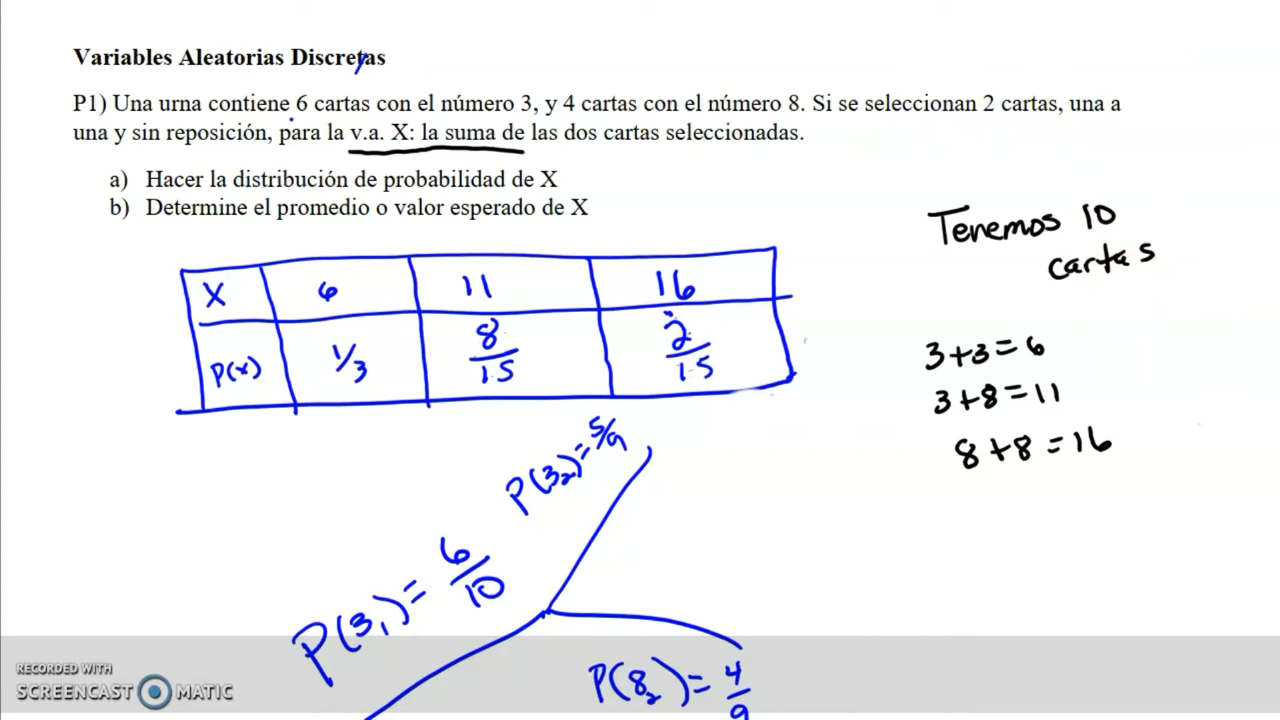 Variables Aleatorias Discretas
P1) Una urna contiene 6 cartas con el número 3, y 4 cartas con el número 8. Si se seleccionan 2 cartas, una a
una y sin reposición, para la v.a. X: la suma de las dos cartas seleccionadas.
a) Hacer la distribución de probabilidad de X
b) Determine el promedio o valor esperado de X
Tenemos 10
cartas
X 6 11 16
P(x) 1/3 8/15 2/15
3+3=6
3+8=11
8+8=16
P(3₂)=5/9
P(3₁)=6/10
P(8₂)=4/9
RECORDED WITH
SCREENCAST MATIC